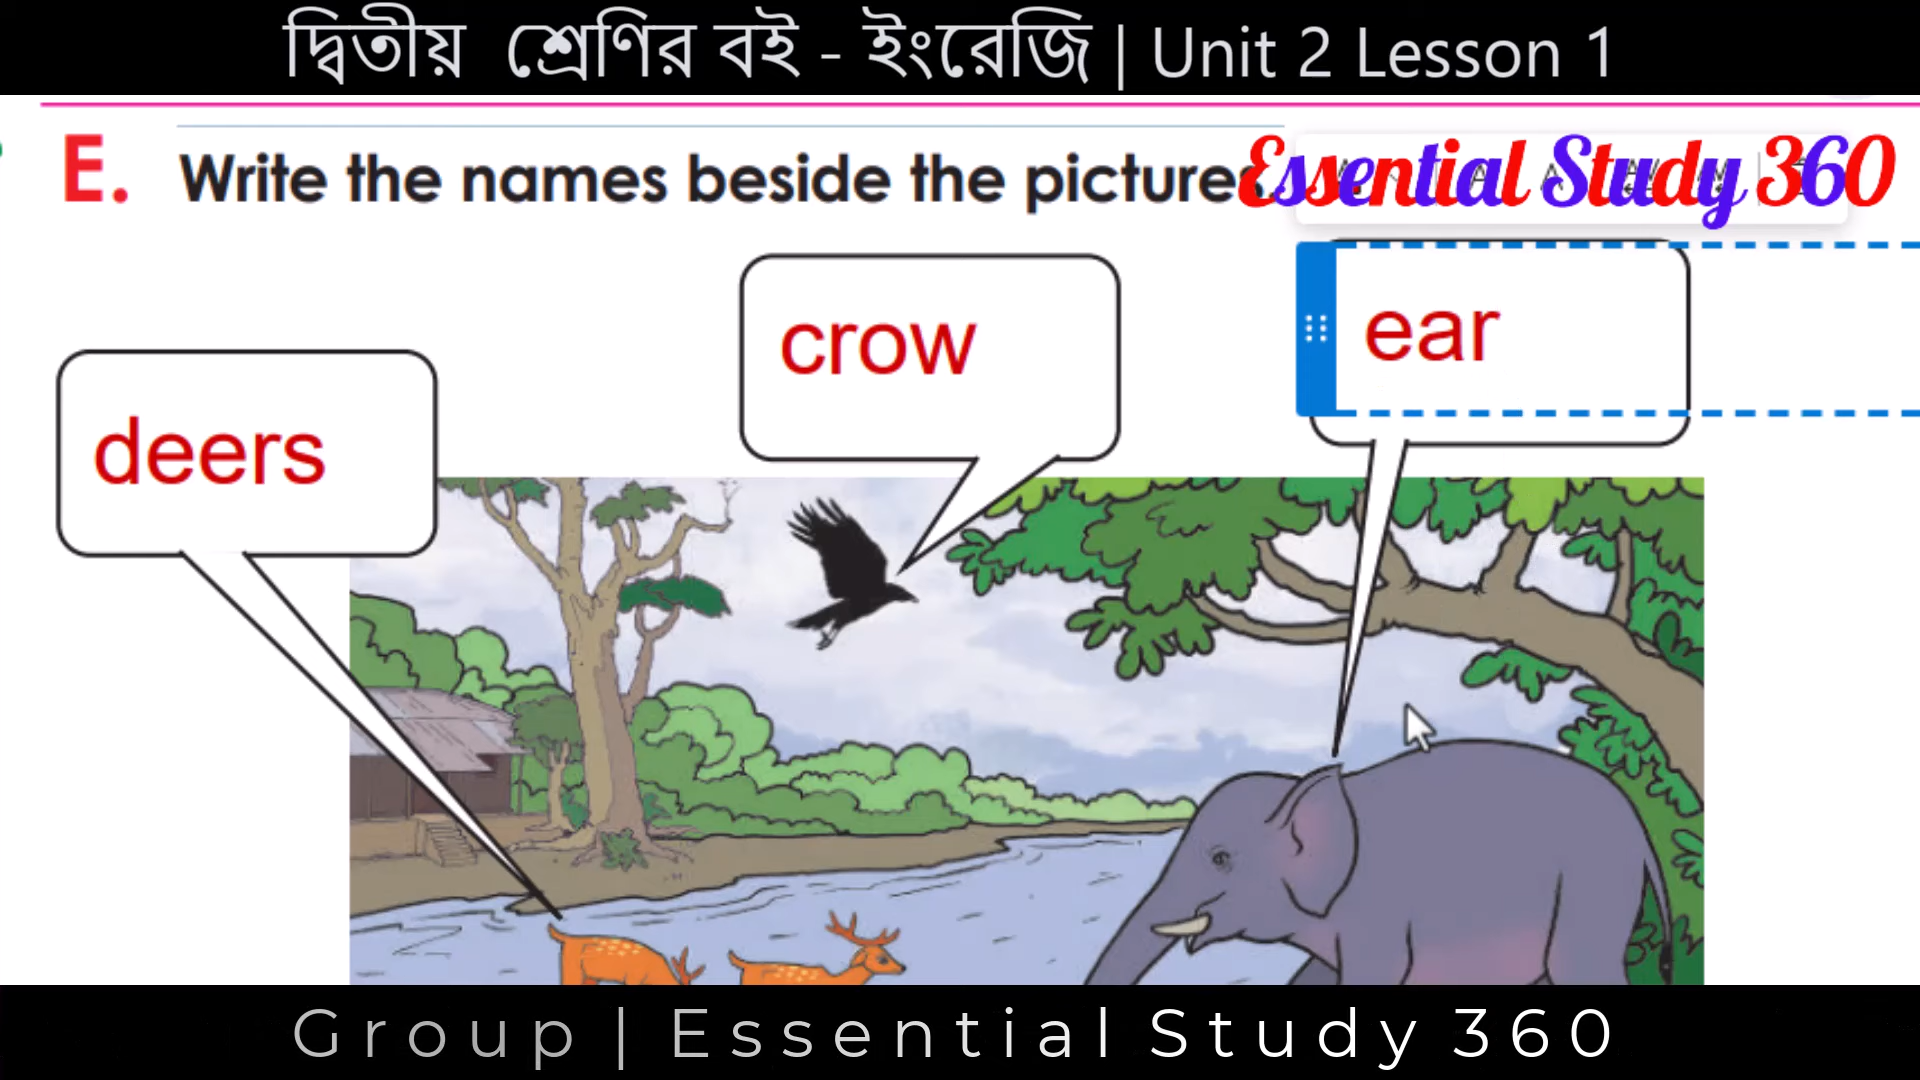 দ্বিতীয় শ্রেণির বই - ইংরেজি | Unit 2 Lesson 1
E. Write the names beside the pictures.
Essential Study 360
crow
ear
deers
Group | Essential Study 360